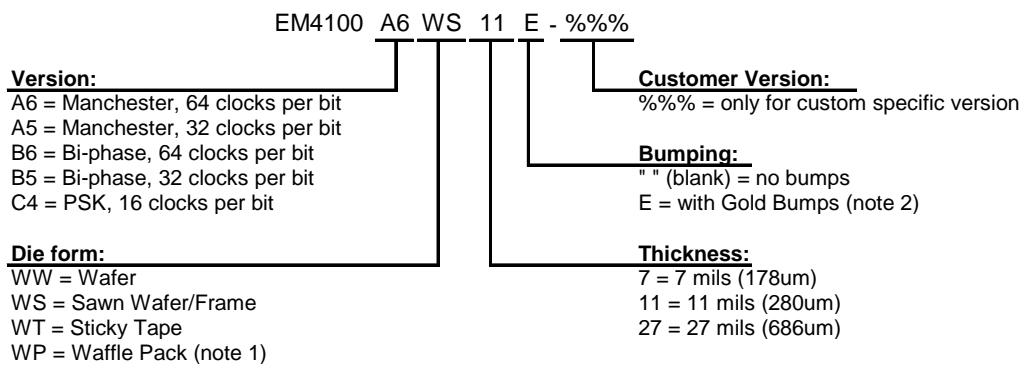 EM4100 A6 WS 11 E - %%%
Version:
A6 = Manchester, 64 clocks per bit
A5 = Manchester, 32 clocks per bit
B6 = Bi-phase, 64 clocks per bit
B5 = Bi-phase, 32 clocks per bit
C4 = PSK, 16 clocks per bit
Die form:
WW = Wafer
WS = Sawn Wafer/Frame
WT = Sticky Tape
WP = Waffle Pack (note 1)
Customer Version:
%%% = only for custom specific version
Bumping:
" " (blank) = no bumps
E = with Gold Bumps (note 2)
Thickness:
7 = 7 mils (178um)
11 = 11 mils (280um)
27 = 27 mils (686um)